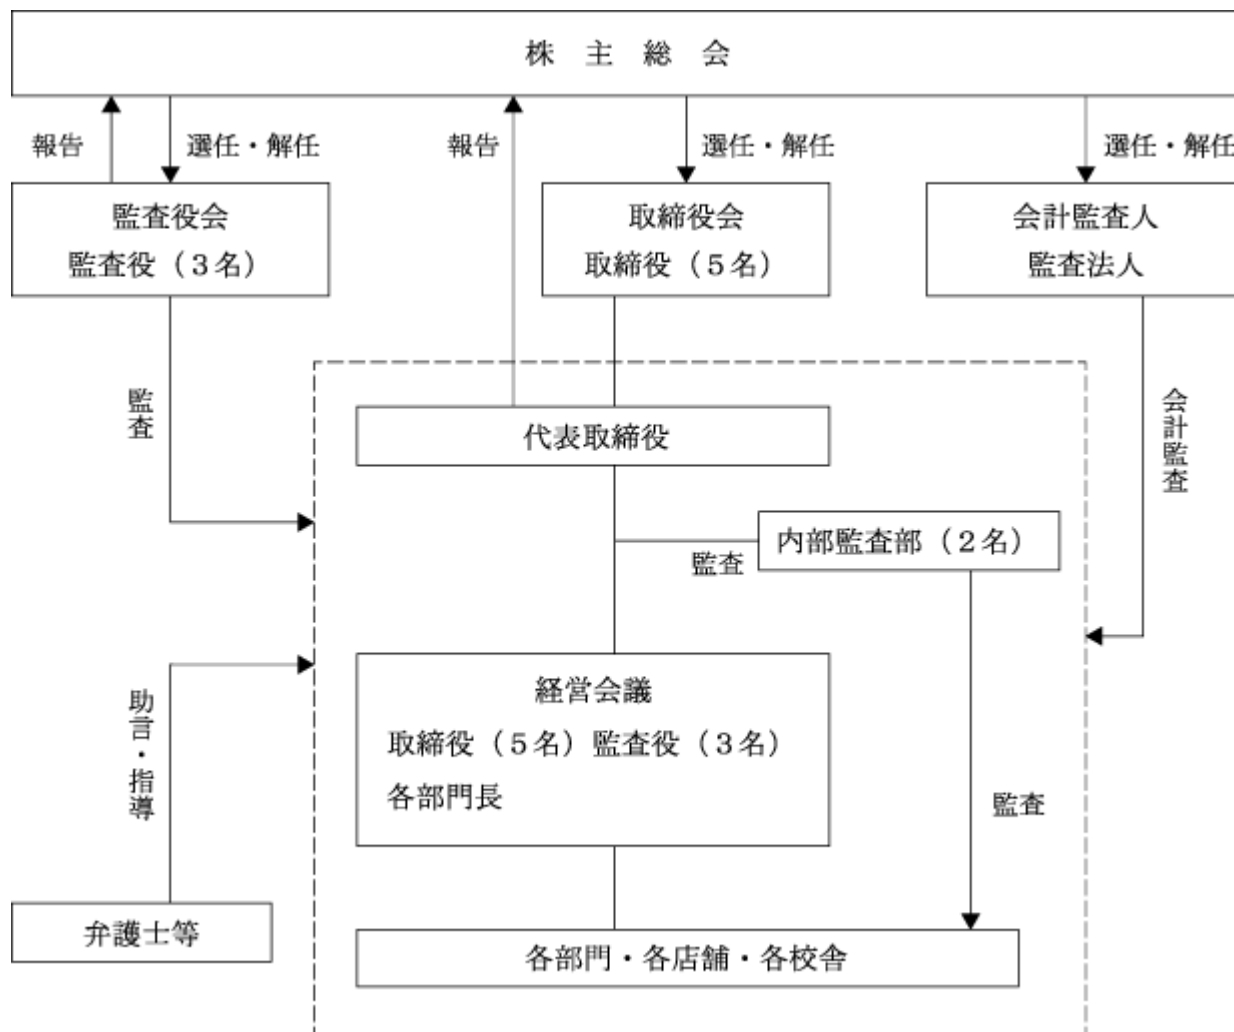 株主総会
報告
選任・解任
報告
選任・解任
選任・解任
監査役会
監査役（３名）
取締役会
取締役（５名）
会計監査人
監査法人
監査
会計監査
代表取締役
内部監査部（２名）
監査
経営会議
取締役（５名）監査役（３名）
各部門長
助言・指導
監査
弁護士等
各部門・各店舗・各校舎